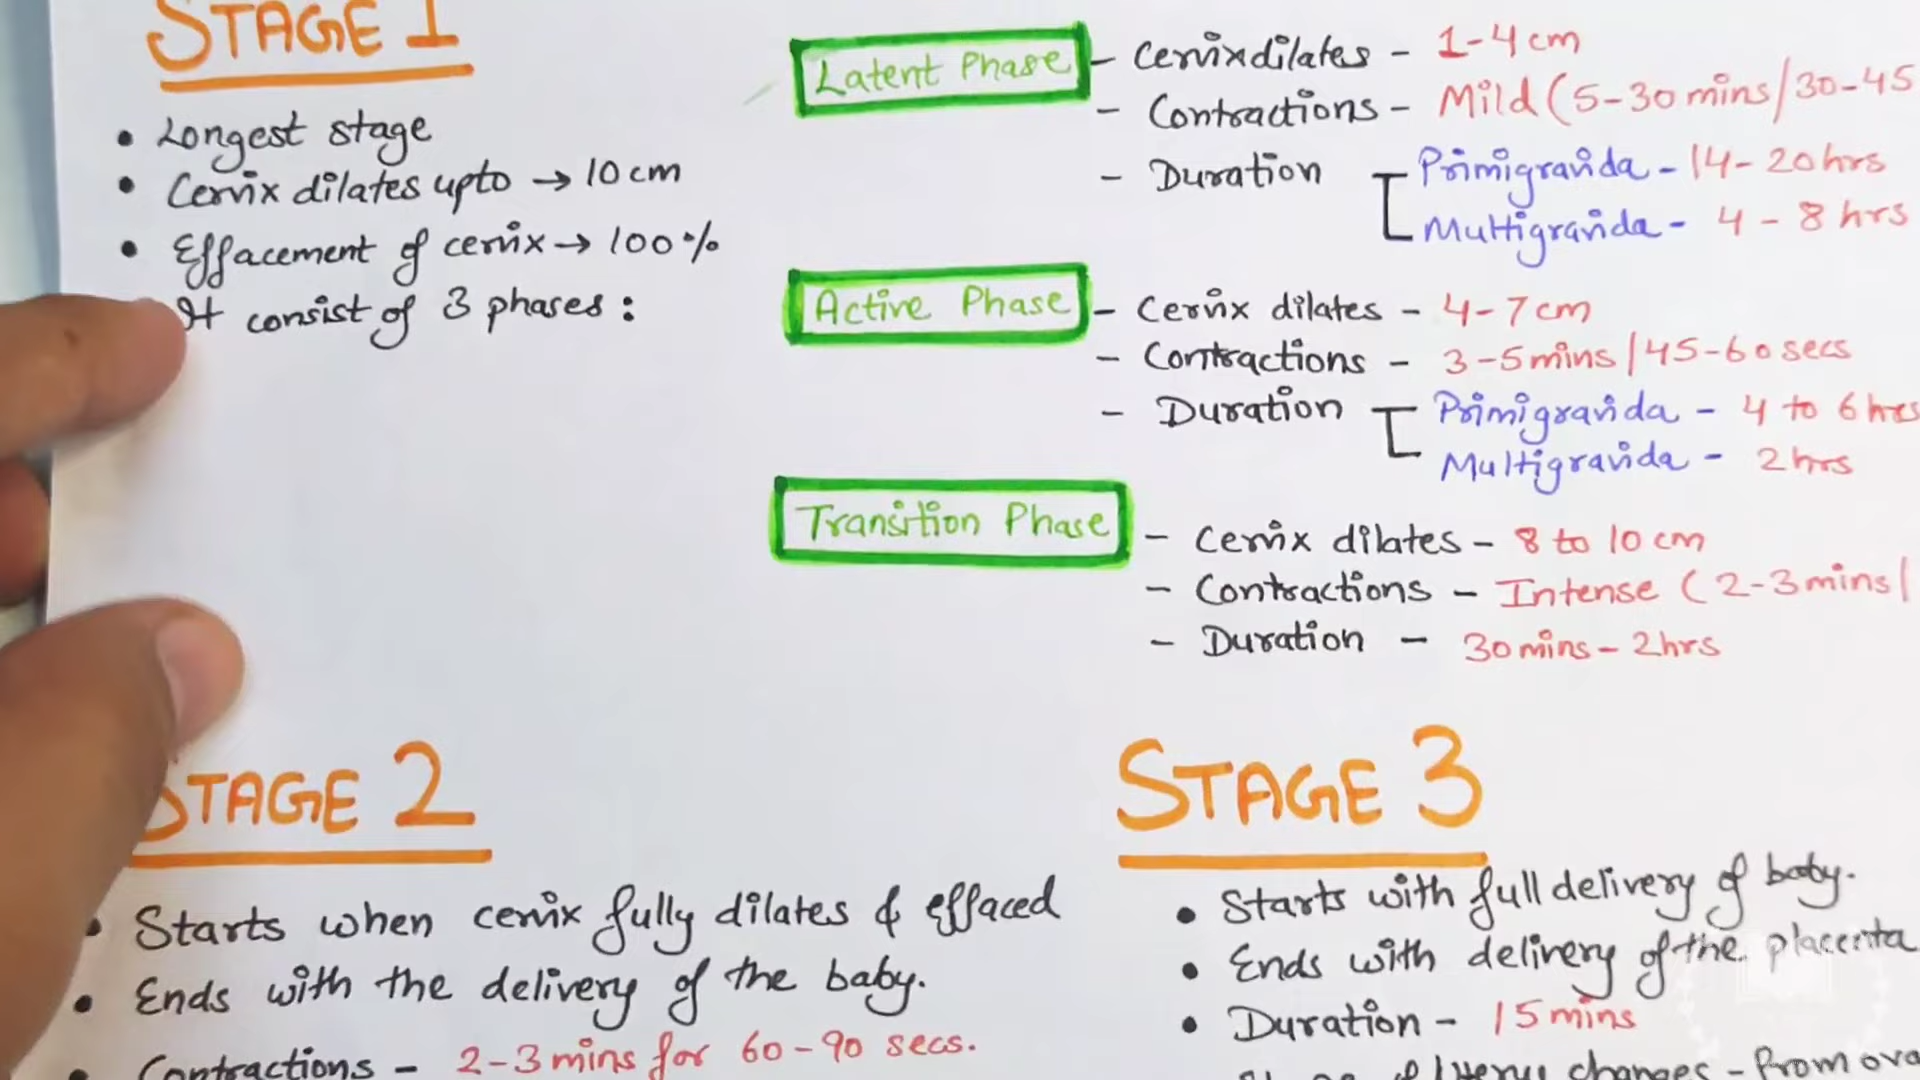 STAGE 1
• Longest stage
• Cervix dilates upto → 10 cm
• Effacement of cervix → 100%
It consist of 3 phases :
Latent Phase
- Cervix dilates - 1-4 cm
- Contractions - Mild (5-30 mins/30-45
- Duration
Primigravida - 14-20 hrs
Multigravida - 4 - 8 hrs
Active Phase
- Cervix dilates - 4-7 cm
- Contractions - 3-5 mins/45-60 secs
- Duration
Primigravida - 4 to 6 hrs
Multigravida - 2 hrs
Transition Phase
- Cervix dilates - 8 to 10 cm
- Contractions - Intense (2-3 mins/
- Duration - 30 mins - 2 hrs
STAGE 2
• Starts when cervix fully dilates & effaced
• Ends with the delivery of the baby.
• Contractions - 2-3 mins for 60-90 secs.
STAGE 3
• Starts with full delivery of baby.
• Ends with delivery of the placenta
• Duration - 15 mins
changes - From ova